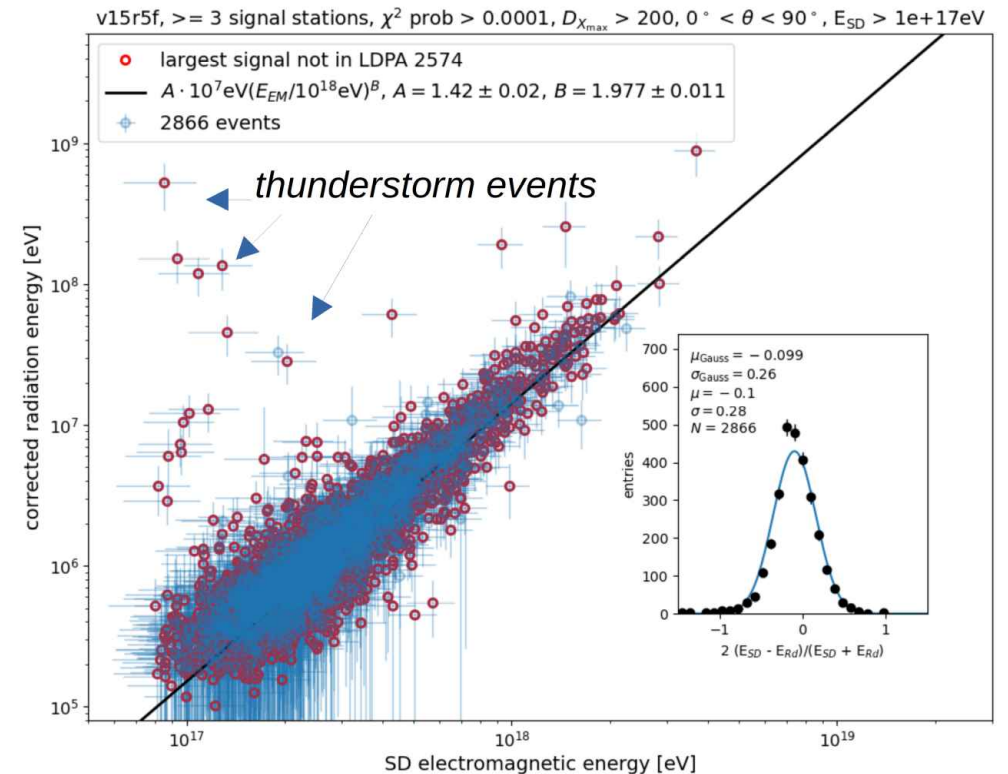 v15r5f, >= 3 signal stations, χ² prob > 0.0001, D_Xmax > 200, 0° < θ < 90°, E_SD > 1e+17eV
largest signal not in LDPA 2574
A · 10⁷eV(E_EM/10¹⁸eV)^B, A = 1.42 ± 0.02, B = 1.977 ± 0.011
2866 events
thunderstorm events
corrected radiation energy [eV]
10⁹
10⁸
10⁷
10⁶
10⁵
10¹⁷ 10¹⁸ 10¹⁹
SD electromagnetic energy [eV]
μ_Gauss = −0.099
σ_Gauss = 0.26
μ = −0.1
σ = 0.28
N = 2866
entries
700
600
500
400
300
200
100
0
−1 0 1
2 (E_SD - E_Rd)/(E_SD + E_Rd)